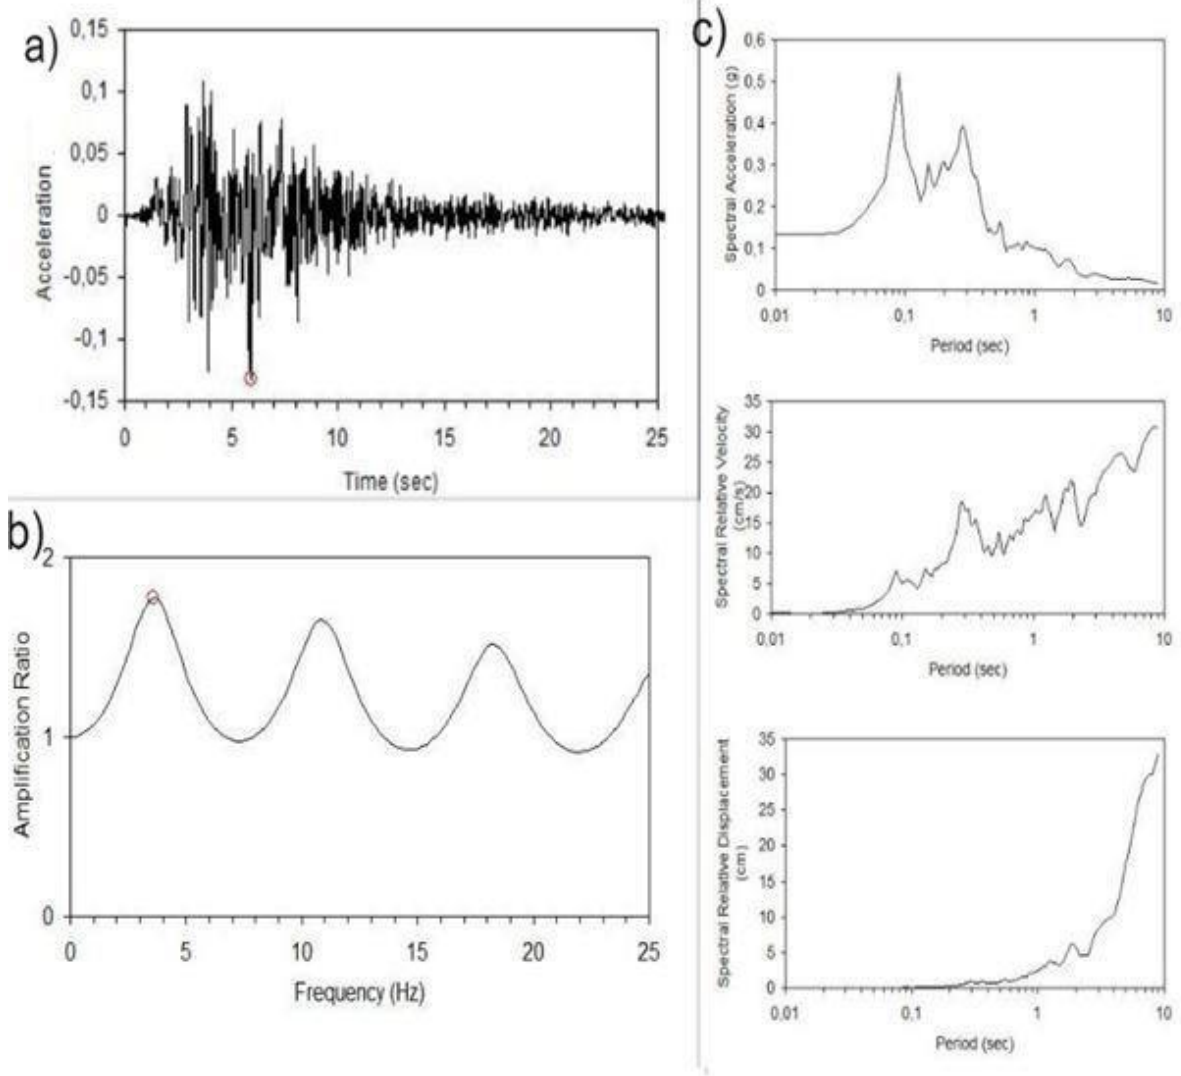 a)
0,15
0,1
0,05
0
-0,05
-0,1
-0,15
Acceleration
0 5 10 15 20 25
Time (sec)
b)
2
1
0
Amplification Ratio
0 5 10 15 20 25
Frequency (Hz)
c)
0,6
0,5
0,4
0,3
0,2
0,1
0
Spectral Acceleration (g)
0,01 0,1 1 10
Period (sec)
35
30
25
20
15
10
5
0
Spectral Relative Velocity
(cm/s)
0,01 0,1 1 10
Period (sec)
35
30
25
20
15
10
5
0
Spectral Relative Displacement
(cm)
0,01 0,1 1 10
Period (sec)